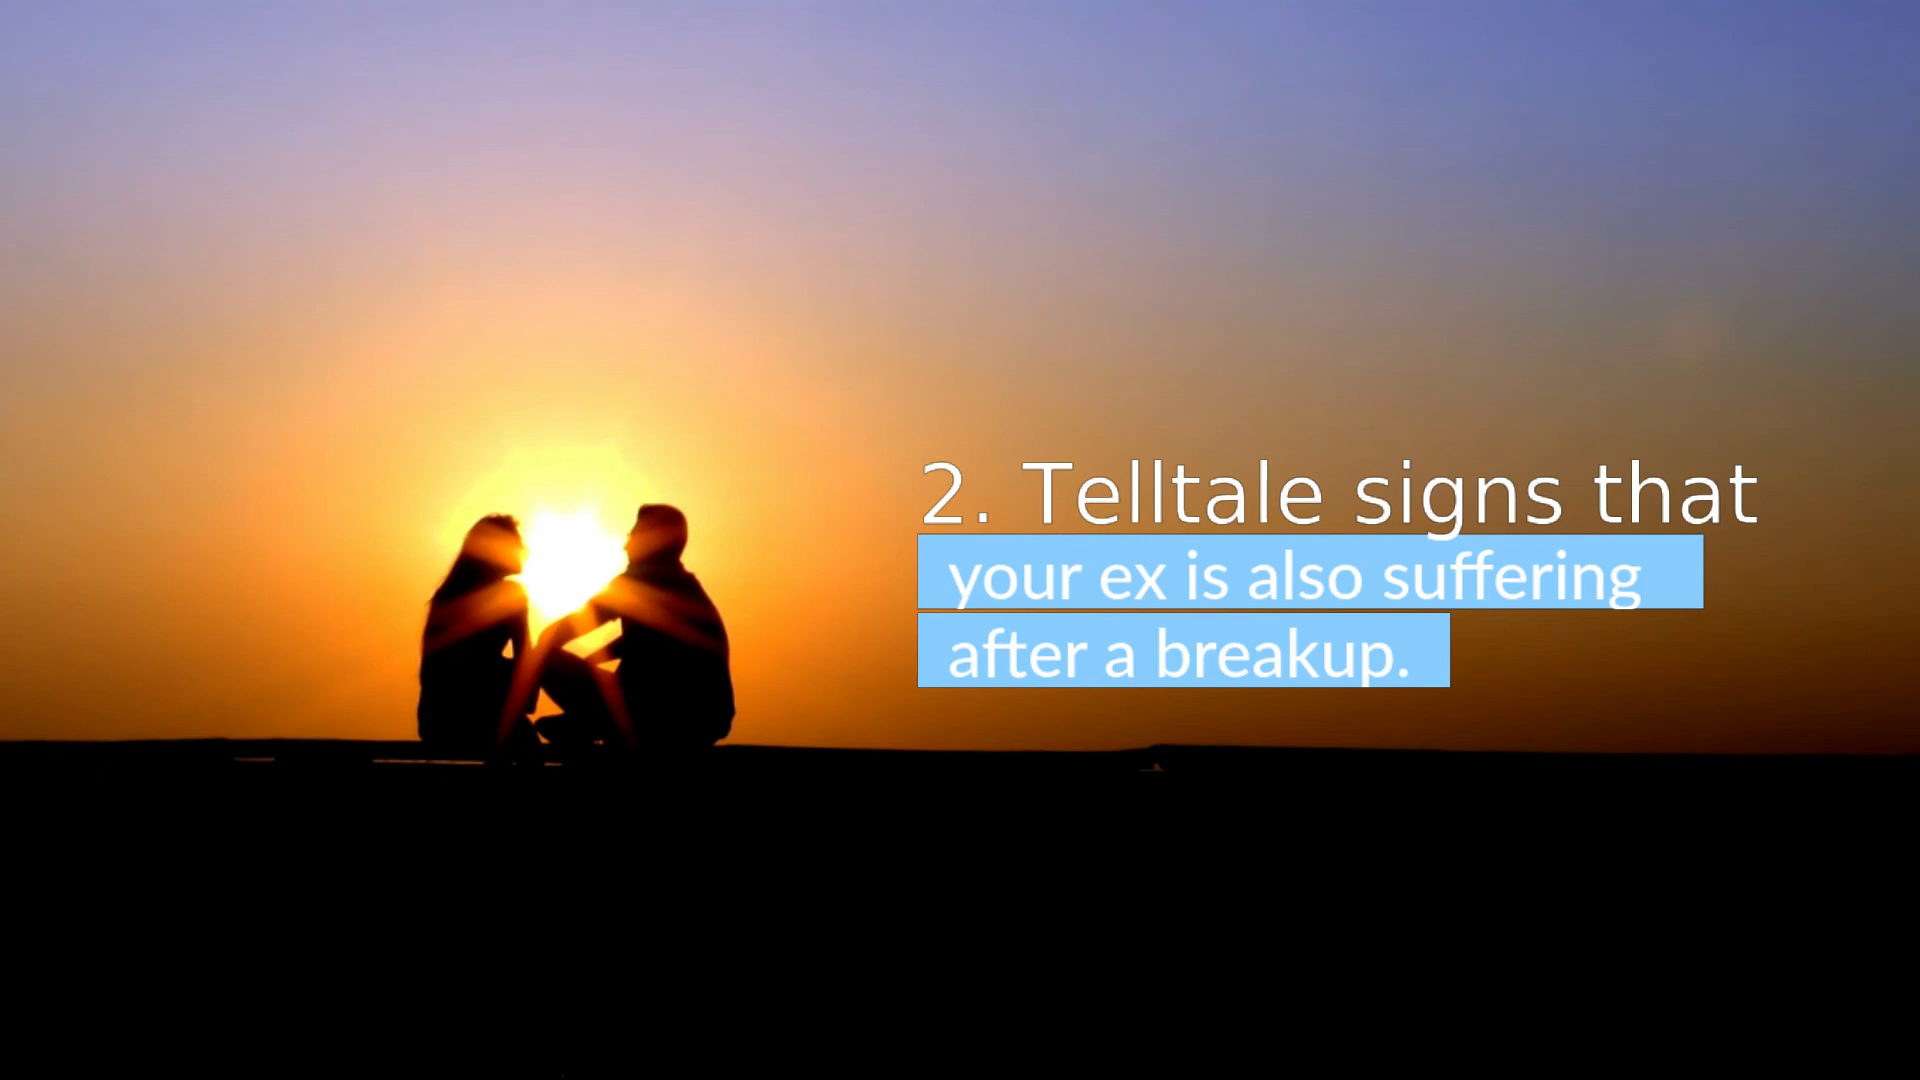 2. Telltale signs that
your ex is also suffering
after a breakup.